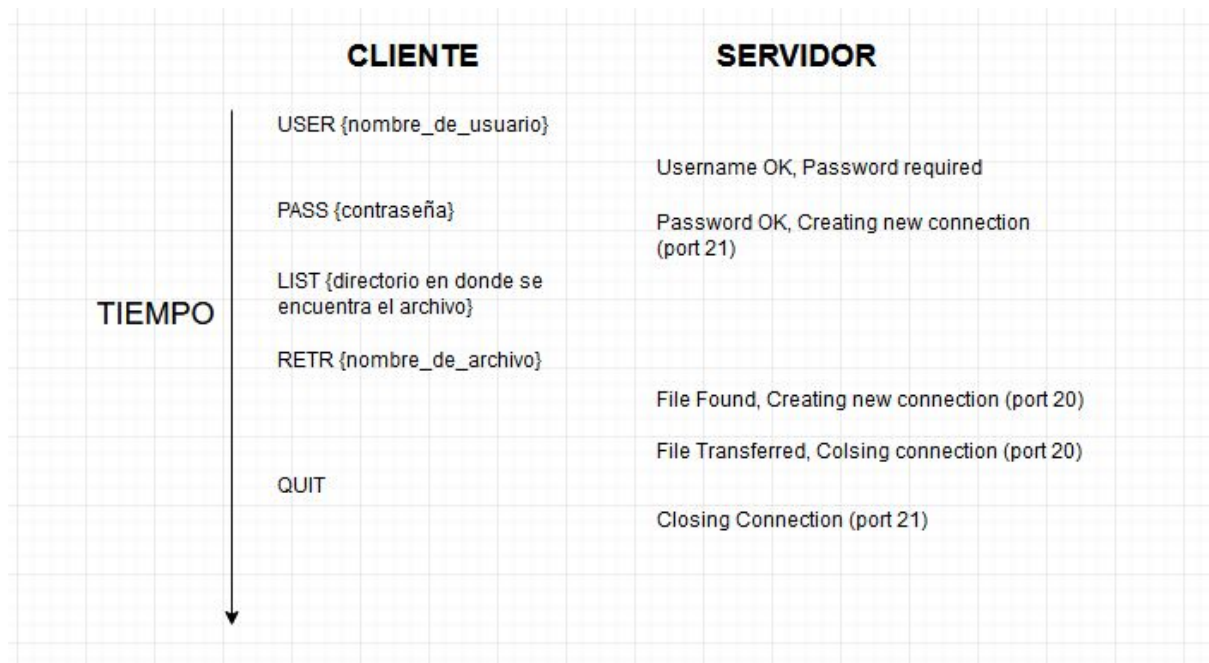 CLIENTE SERVIDOR
USER {nombre_de_usuario}
Username OK, Password required
PASS {contraseña}
Password OK, Creating new connection
(port 21)
LIST {directorio en donde se
encuentra el archivo}
TIEMPO
RETR {nombre_de_archivo}
File Found, Creating new connection (port 20)
File Transferred, Colsing connection (port 20)
QUIT
Closing Connection (port 21)